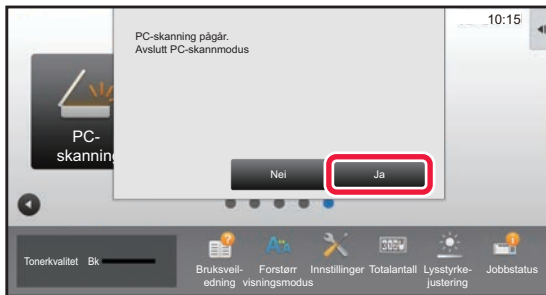 10:15
PC-skanning pågår.
Avslutt PC-skannmodus
PC-
skanning
Nei
Ja
Tonerkvalitet Bk
Bruksveil-
edning
Forstørr
visningsmodus
Innstillinger
Totalantall
Lysstyrke-
justering
Jobbstatus